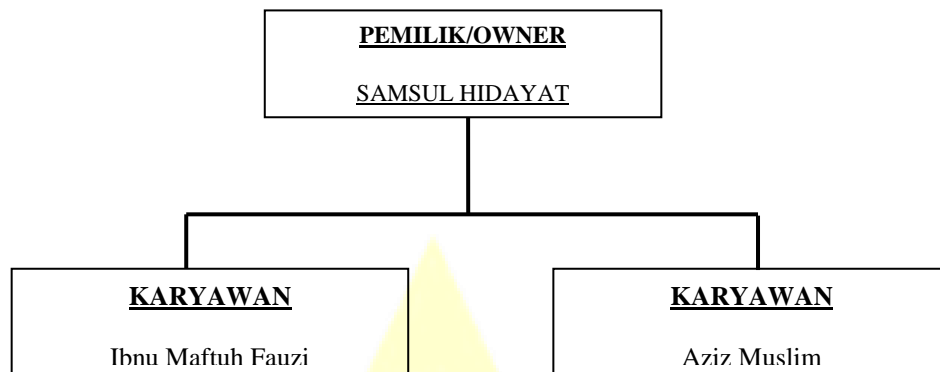 PEMILIK/OWNER
SAMSUL HIDAYAT
KARYAWAN
Ibnu Maftuh Fauzi
KARYAWAN
Aziz Muslim